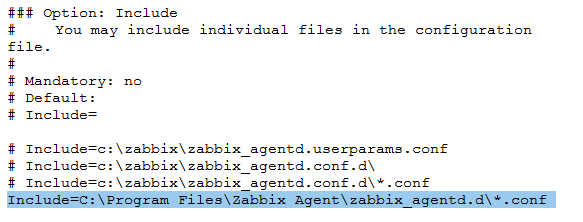 ### Option: Include
#     You may include individual files in the configuration
file.
#
# Mandatory: no
# Default:
# Include=

# Include=c:\zabbix\zabbix_agentd.userparams.conf
# Include=c:\zabbix\zabbix_agentd.conf.d\
# Include=c:\zabbix\zabbix_agentd.conf.d\*.conf
Include=C:\Program Files\Zabbix Agent\zabbix_agentd.d\*.conf